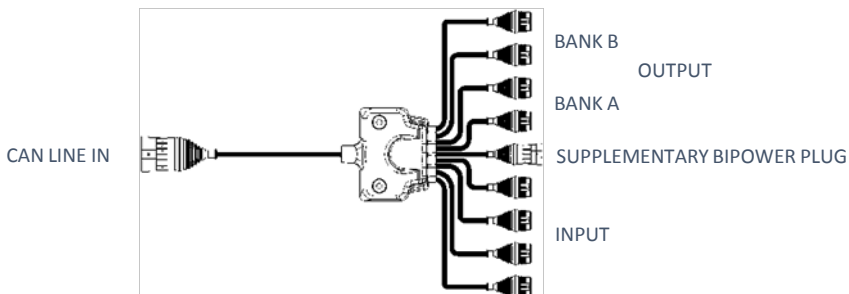 BANK B
OUTPUT
BANK A
CAN LINE IN
SUPPLEMENTARY BIPOWER PLUG
INPUT